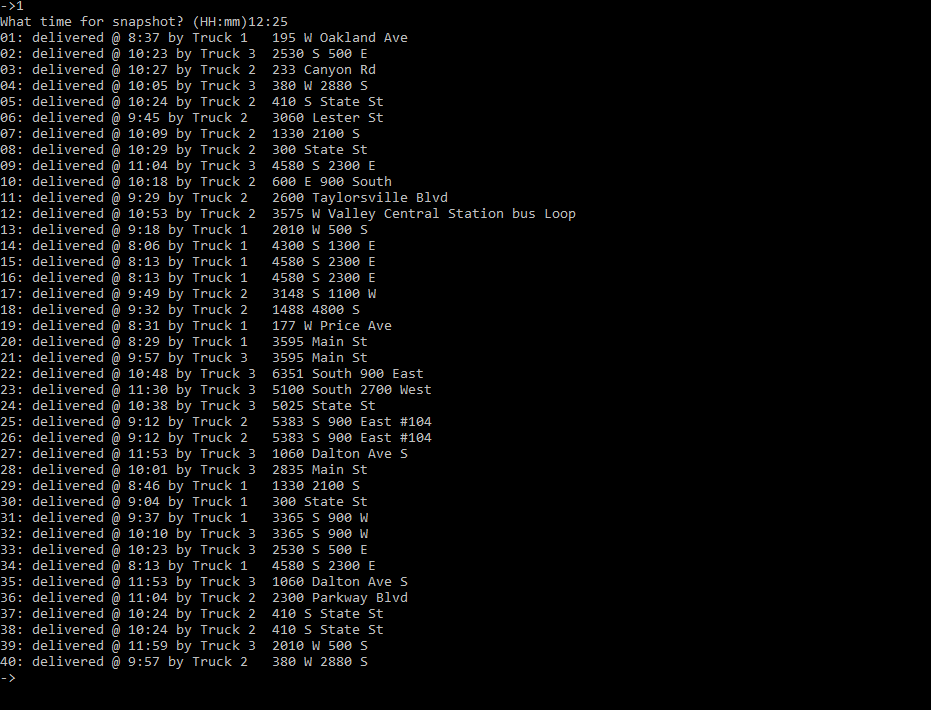 ->1
What time for snapshot? (HH:mm)12:25
01: delivered @ 8:37 by Truck 1   195 W Oakland Ave
02: delivered @ 10:23 by Truck 3  2530 S 500 E
03: delivered @ 10:27 by Truck 2  233 Canyon Rd
04: delivered @ 10:05 by Truck 3  380 W 2880 S
05: delivered @ 10:24 by Truck 2  410 S State St
06: delivered @ 9:45 by Truck 2   3060 Lester St
07: delivered @ 10:09 by Truck 2  1330 2100 S
08: delivered @ 10:29 by Truck 2  300 State St
09: delivered @ 11:04 by Truck 3  4580 S 2300 E
10: delivered @ 10:18 by Truck 2  600 E 900 South
11: delivered @ 9:29 by Truck 2   2600 Taylorsville Blvd
12: delivered @ 10:53 by Truck 2  3575 W Valley Central Station bus Loop
13: delivered @ 9:18 by Truck 1   2010 W 500 S
14: delivered @ 8:06 by Truck 1   4300 S 1300 E
15: delivered @ 8:13 by Truck 1   4580 S 2300 E
16: delivered @ 8:13 by Truck 1   4580 S 2300 E
17: delivered @ 9:49 by Truck 2   3148 S 1100 W
18: delivered @ 9:32 by Truck 2   1488 4800 S
19: delivered @ 8:31 by Truck 1   177 W Price Ave
20: delivered @ 8:29 by Truck 1   3595 Main St
21: delivered @ 9:57 by Truck 3   3595 Main St
22: delivered @ 10:48 by Truck 3  6351 South 900 East
23: delivered @ 11:30 by Truck 3  5100 South 2700 West
24: delivered @ 10:38 by Truck 3  5025 State St
25: delivered @ 9:12 by Truck 2   5383 S 900 East #104
26: delivered @ 9:12 by Truck 2   5383 S 900 East #104
27: delivered @ 11:53 by Truck 3  1060 Dalton Ave S
28: delivered @ 10:01 by Truck 3  2835 Main St
29: delivered @ 8:46 by Truck 1   1330 2100 S
30: delivered @ 9:04 by Truck 1   300 State St
31: delivered @ 9:37 by Truck 1   3365 S 900 W
32: delivered @ 10:10 by Truck 3  3365 S 900 W
33: delivered @ 10:23 by Truck 3  2530 S 500 E
34: delivered @ 8:13 by Truck 1   4580 S 2300 E
35: delivered @ 11:53 by Truck 3  1060 Dalton Ave S
36: delivered @ 11:04 by Truck 2  2300 Parkway Blvd
37: delivered @ 10:24 by Truck 2  410 S State St
38: delivered @ 10:24 by Truck 2  410 S State St
39: delivered @ 11:59 by Truck 3  2010 W 500 S
40: delivered @ 9:57 by Truck 2   380 W 2880 S
->